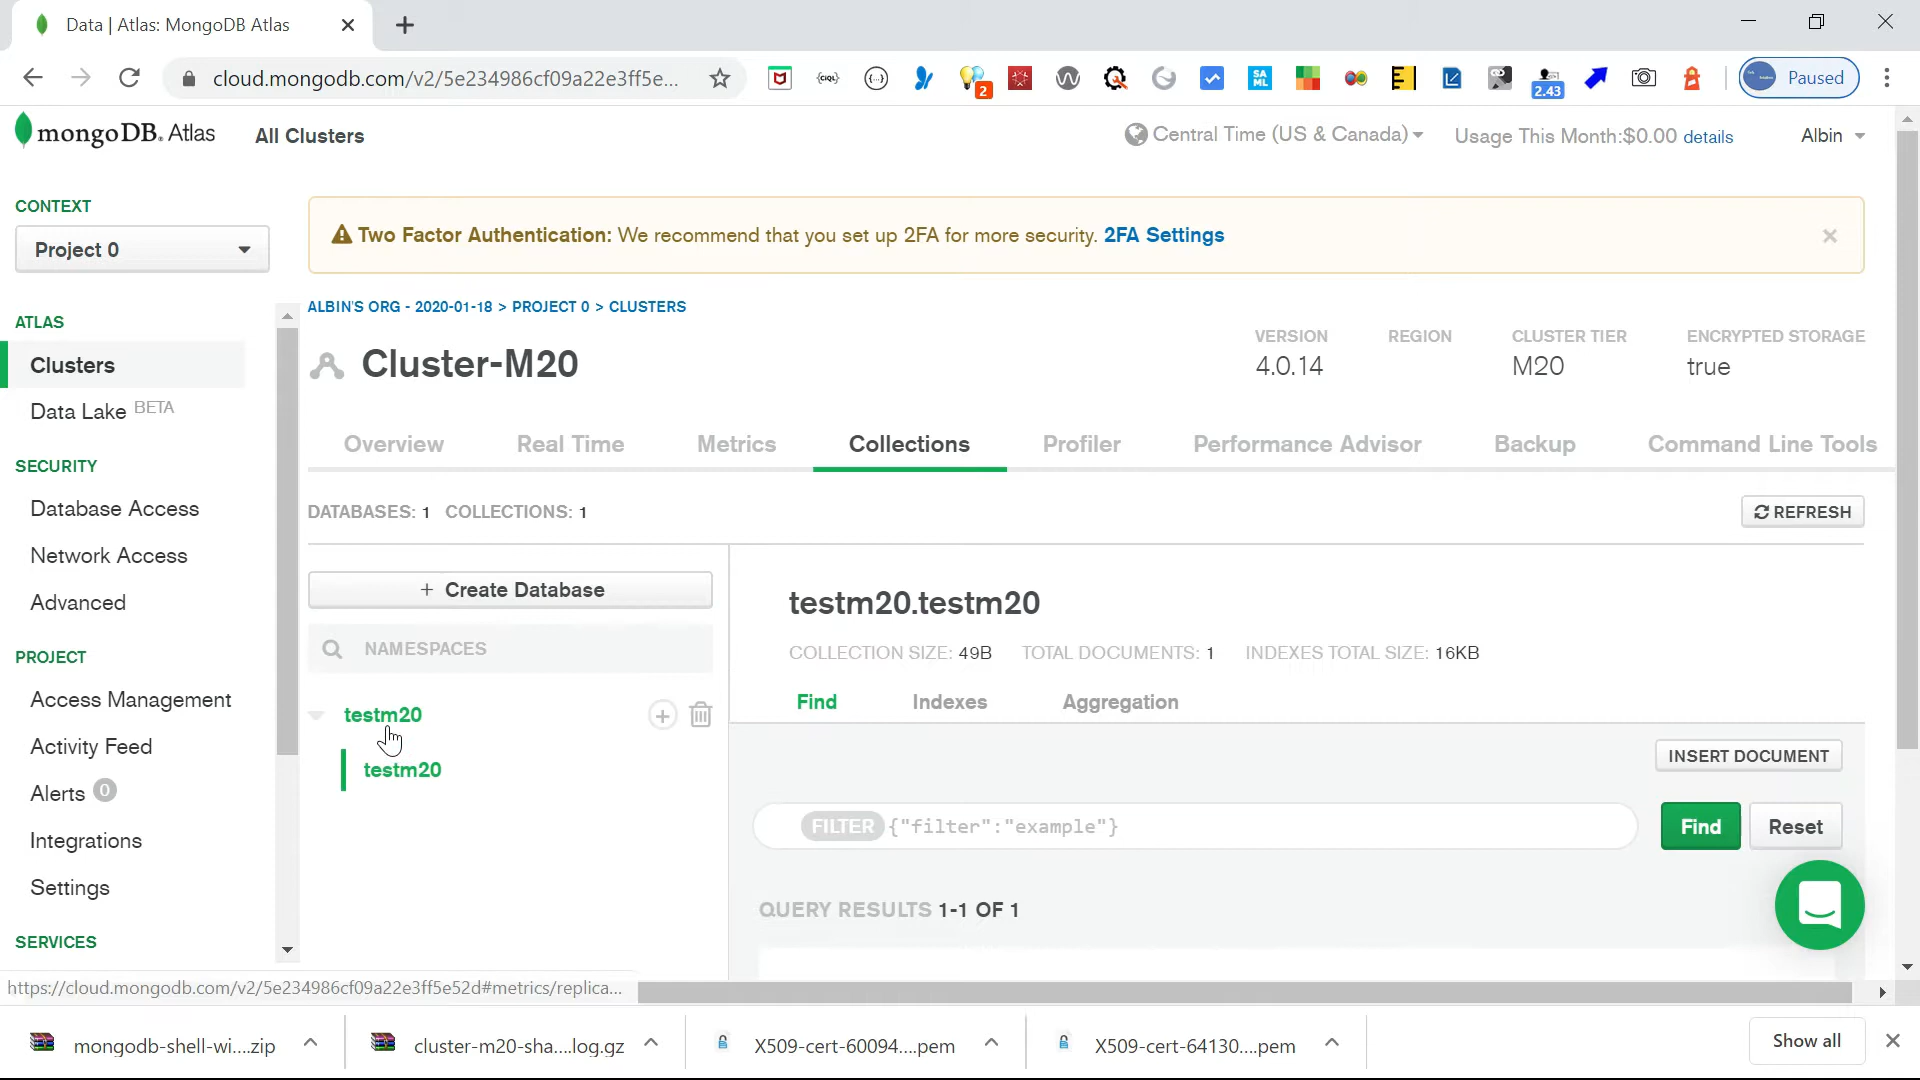 Data | Atlas: MongoDB Atlas
cloud.mongodb.com/v2/5e234986cf09a22e3ff5e...
{CIQL}
{...}
2
SA
ML
2.43
Paused
mongoDB. Atlas
All Clusters
Central Time (US & Canada)
Usage This Month:$0.00 details
Albin
CONTEXT
Project 0
Two Factor Authentication: We recommend that you set up 2FA for more security. 2FA Settings
ATLAS
Clusters
Data Lake BETA
SECURITY
Database Access
Network Access
Advanced
PROJECT
Access Management
Activity Feed
Alerts 0
Integrations
Settings
SERVICES
ALBIN'S ORG - 2020-01-18 > PROJECT 0 > CLUSTERS
Cluster-M20
VERSION
4.0.14
REGION
CLUSTER TIER
M20
ENCRYPTED STORAGE
true
Overview
Real Time
Metrics
Collections
Profiler
Performance Advisor
Backup
Command Line Tools
DATABASES: 1 COLLECTIONS: 1
REFRESH
+ Create Database
NAMESPACES
testm20
testm20
testm20.testm20
COLLECTION SIZE: 49B TOTAL DOCUMENTS: 1 INDEXES TOTAL SIZE: 16KB
Find
Indexes
Aggregation
INSERT DOCUMENT
FILTER {"filter":"example"}
Find
Reset
QUERY RESULTS 1-1 OF 1
https://cloud.mongodb.com/v2/5e234986cf09a22e3ff5e52d#metrics/replica...
mongodb-shell-wi....zip
cluster-m20-sha....log.gz
X509-cert-60094....pem
X509-cert-64130....pem
Show all